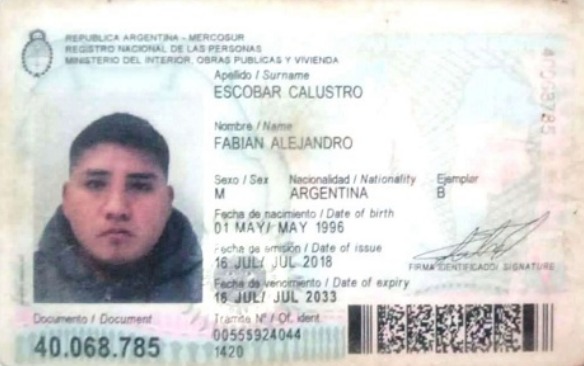 REPUBLICA ARGENTINA - MERCOSUR
REGISTRO NACIONAL DE LAS PERSONAS
MINISTERIO DEL INTERIOR, OBRAS PUBLICAS Y VIVIENDA
Apellido / Surname
ESCOBAR CALUSTRO
Nombre / Name
FABIAN ALEJANDRO
Sexo / Sex Nacionalidad / Nationality Ejemplar
M ARGENTINA B
Fecha de nacimiento / Date of birth
01 MAY/ MAY 1996
Fecha de emisión / Date of issue
16 JUL/ JUL 2018
FIRMA IDENTIFICADO/ SIGNATURE
Fecha de vencimiento / Date of expiry
16 JUL/ JUL 2033
Documento / Document
40.068.785
Tramite Nº / Of. ident.
00555924044
1420